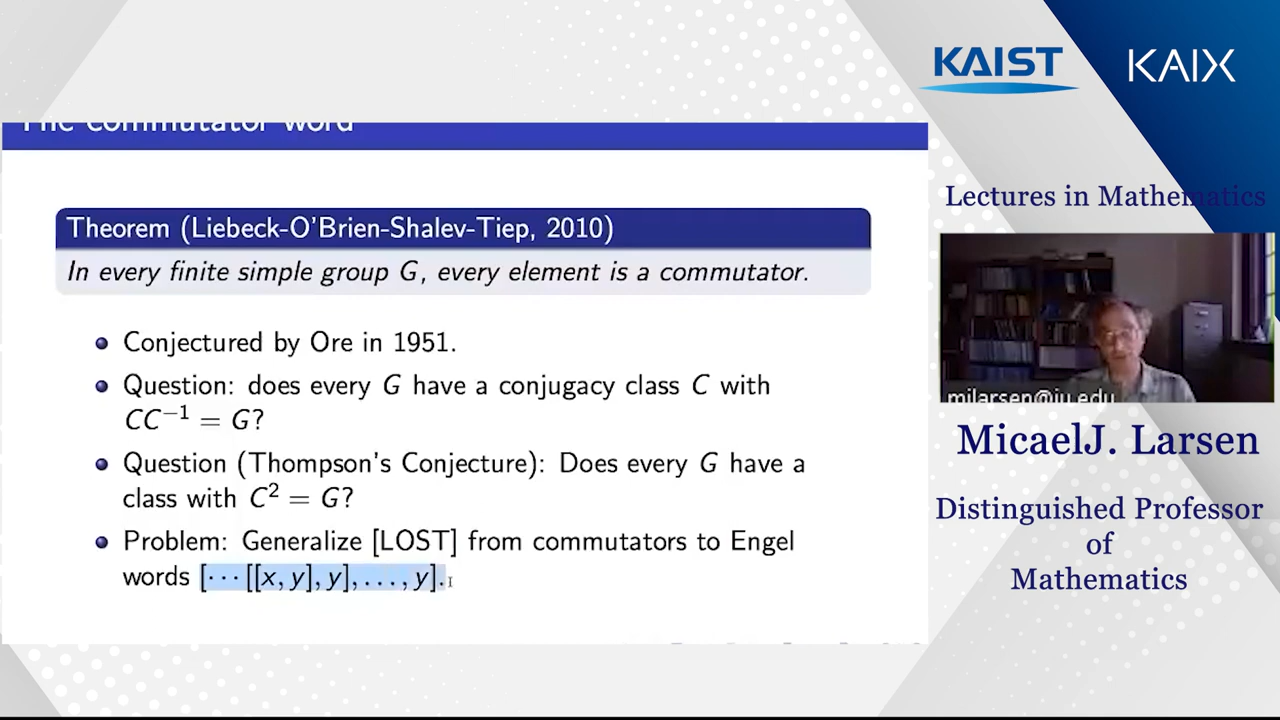 KAIST KAIX
The commutator word
Lectures in Mathematics
Theorem (Liebeck-O'Brien-Shalev-Tiep, 2010)
In every finite simple group G, every element is a commutator.
Conjectured by Ore in 1951.
Question: does every G have a conjugacy class C with
CC⁻¹ = G?
Question (Thompson's Conjecture): Does every G have a
class with C² = G?
Problem: Generalize [LOST] from commutators to Engel
words [··· [[x, y], y], . . . , y].
milarsen@iu.edu
MicaelJ. Larsen
Distinguished Professor
of
Mathematics